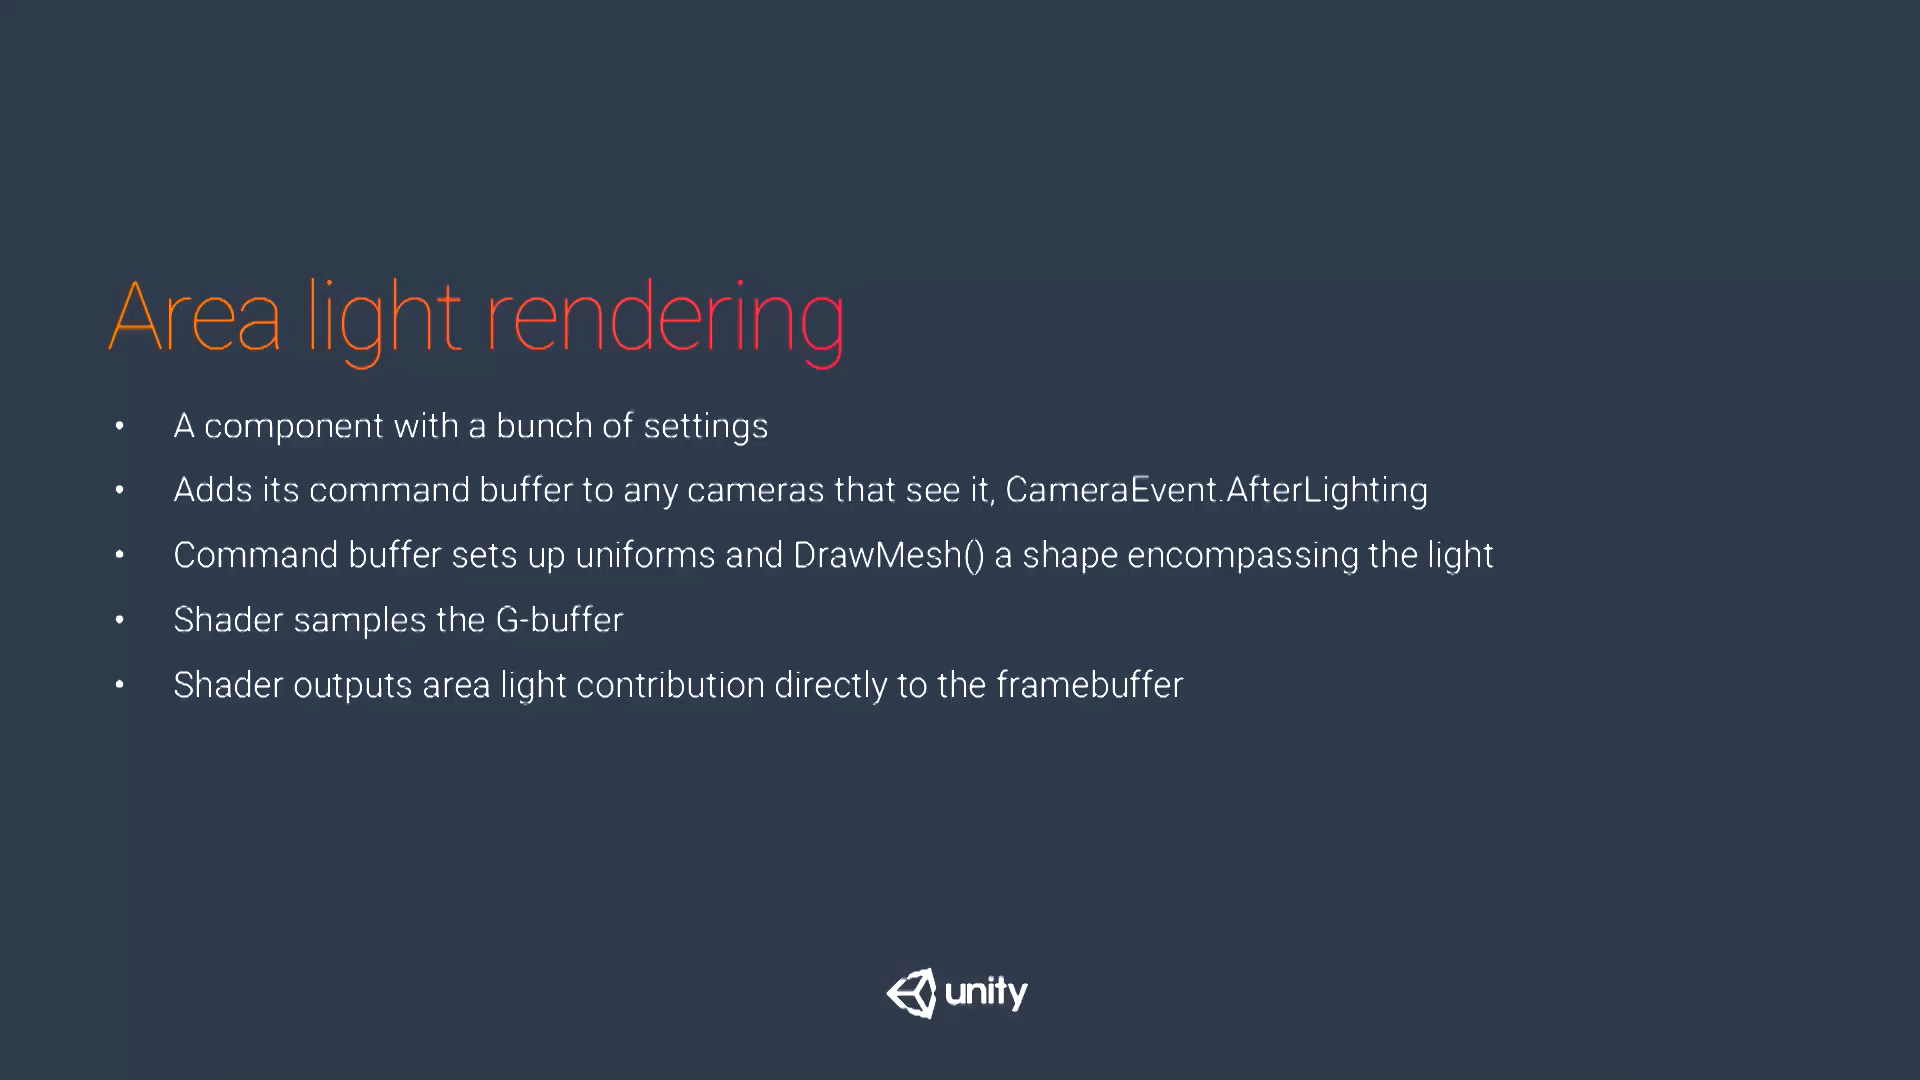 Area light rendering
• A component with a bunch of settings
• Adds its command buffer to any cameras that see it, CameraEvent.AfterLighting
• Command buffer sets up uniforms and DrawMesh() a shape encompassing the light
• Shader samples the G-buffer
• Shader outputs area light contribution directly to the framebuffer
unity